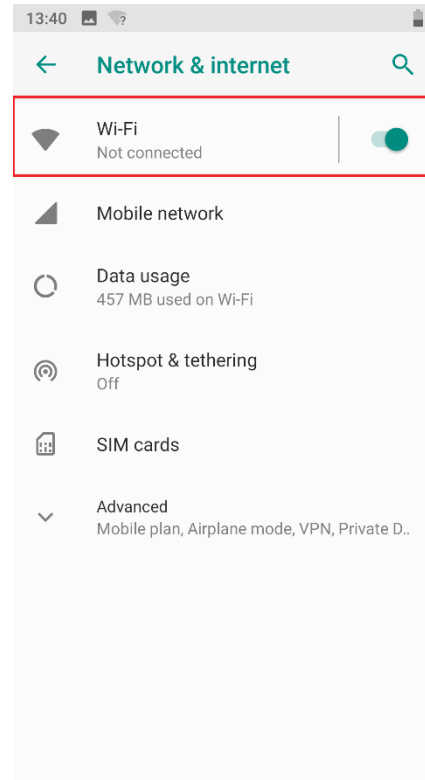 13:40
Network & internet
Wi-Fi
Not connected
Mobile network
Data usage
457 MB used on Wi-Fi
Hotspot & tethering
Off
SIM cards
Advanced
Mobile plan, Airplane mode, VPN, Private D..